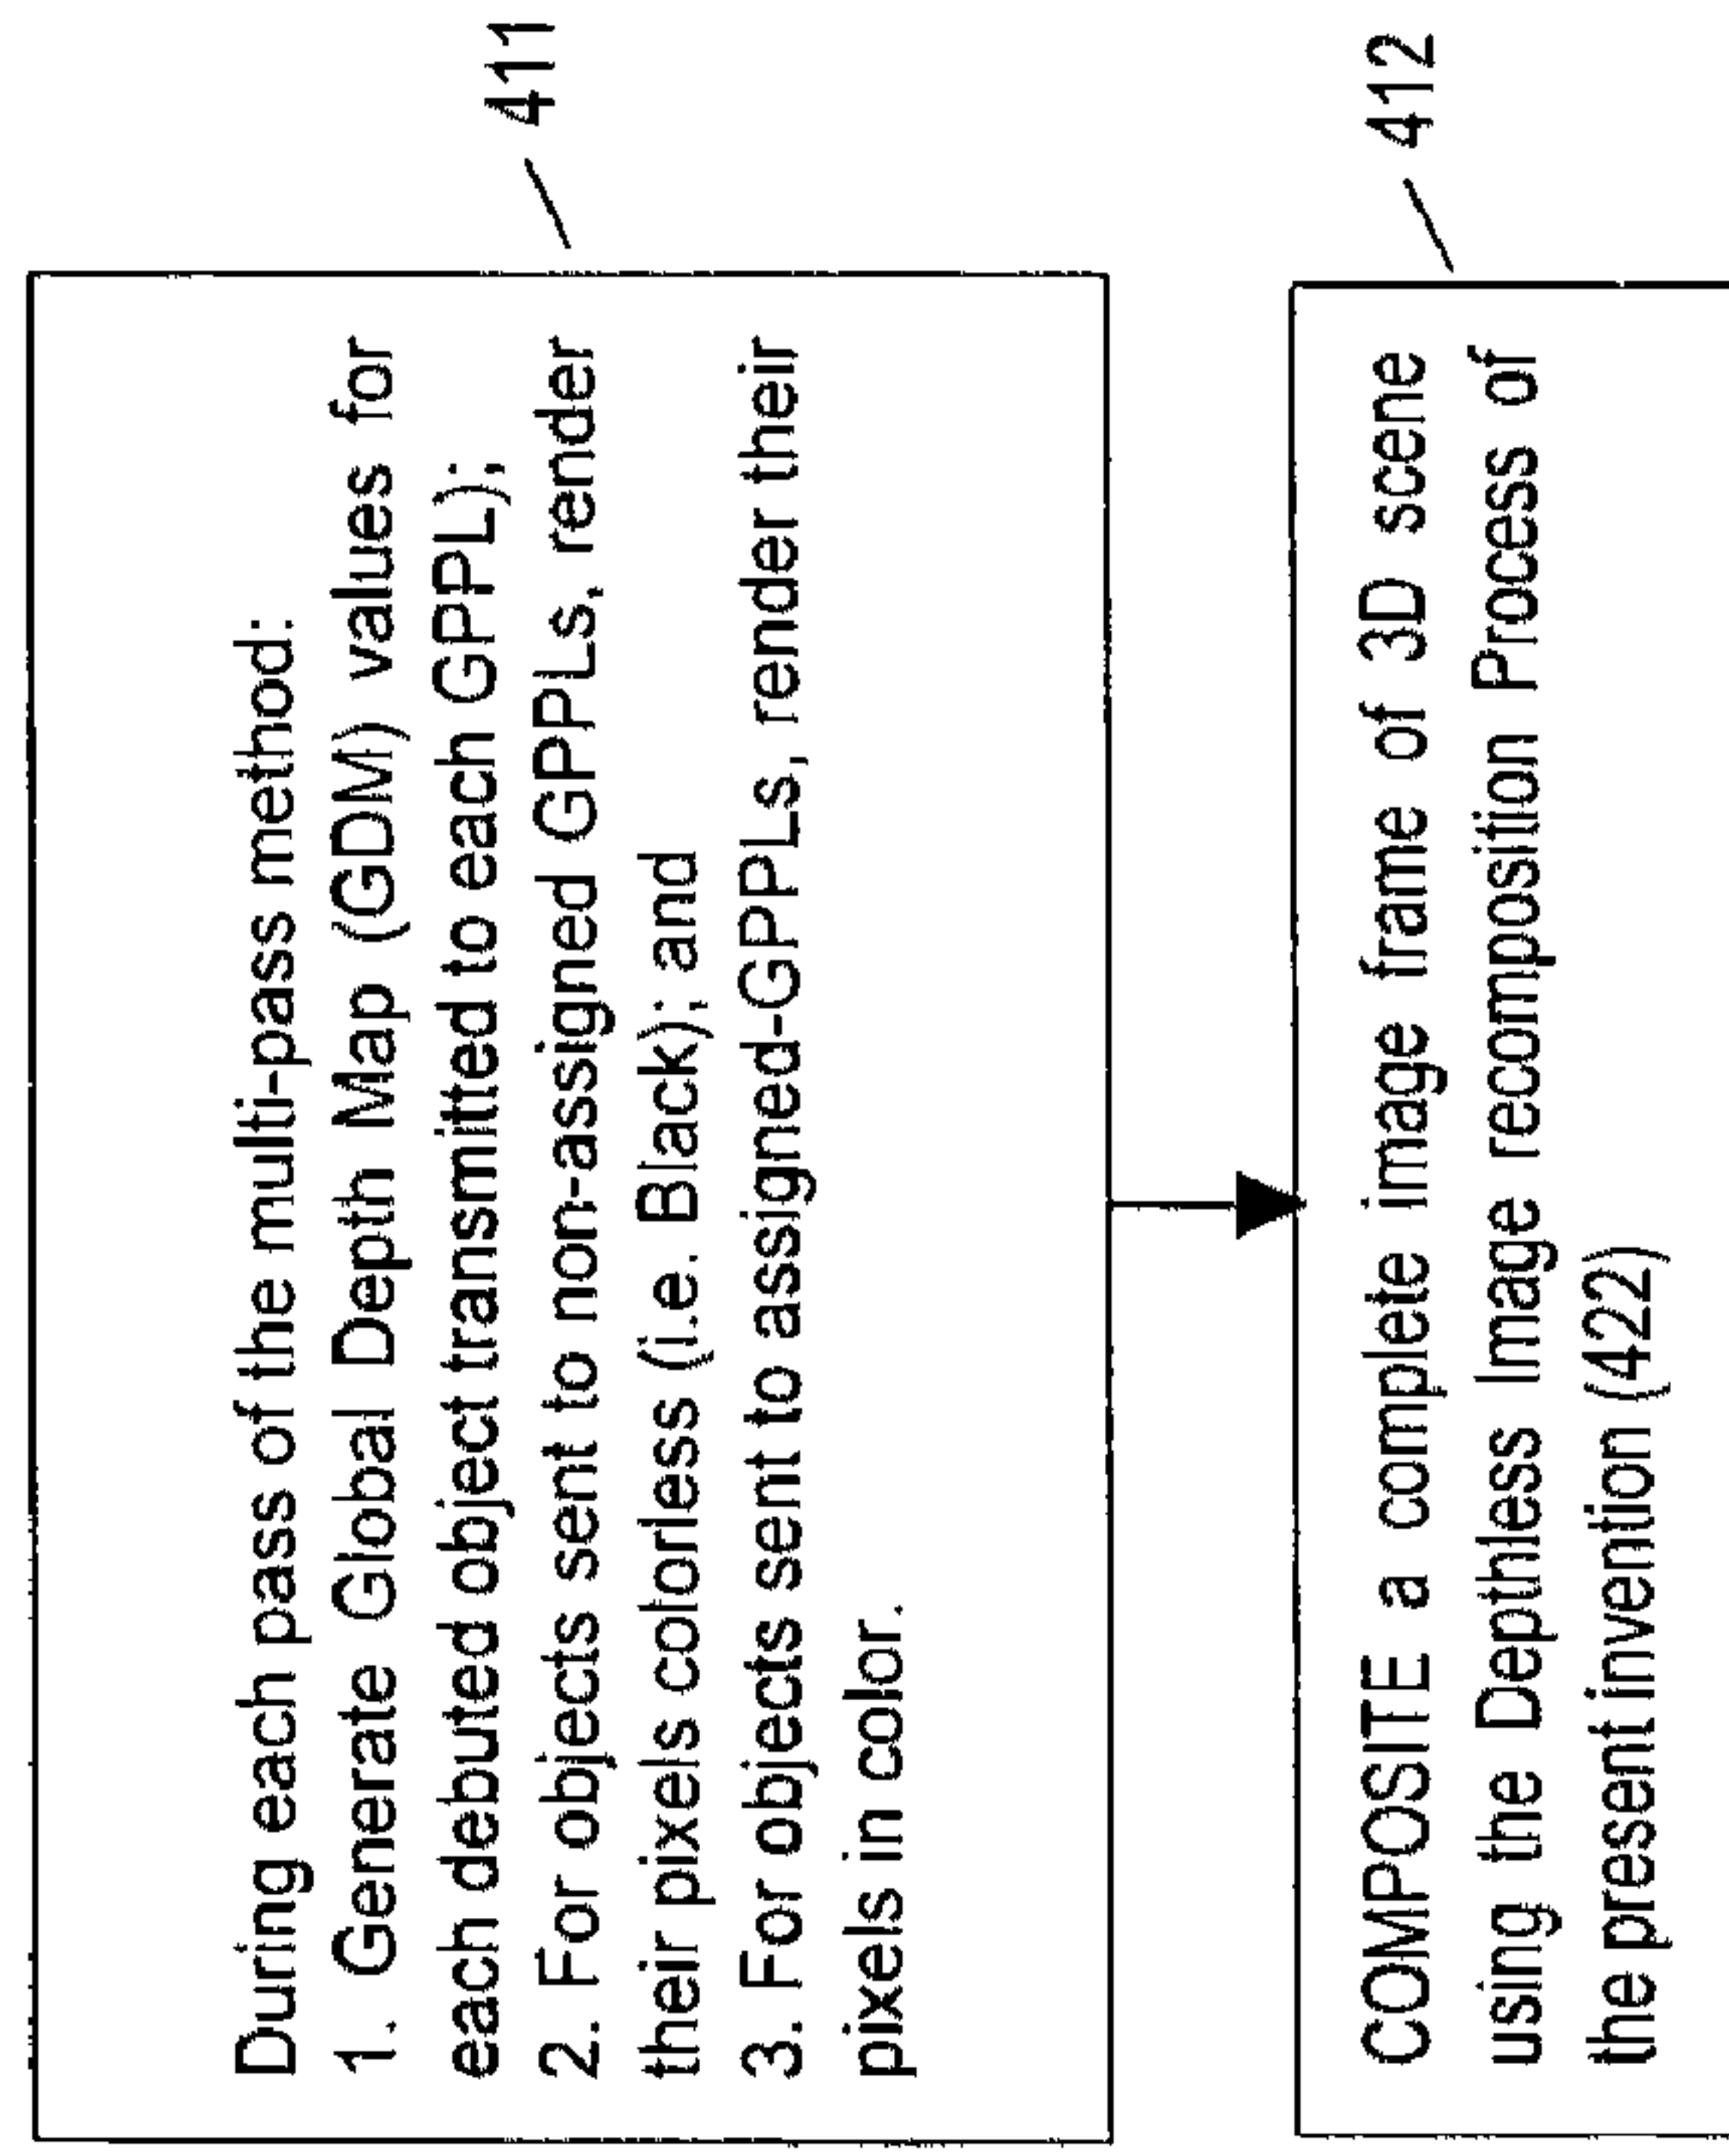 During each pass of the multi-pass method:
1. Generate Global Depth Map (GDM) values for
each debuted object transmitted to each GPPL);
2. For objects sent to non-assigned GPPLs, render
their pixels colorless (i.e. Black); and
3. For objects sent to assigned-GPPLs, render their
pixels in color.
411
COMPOSITE a complete image frame of 3D scene
using the Depthless Image recomposition Process of
the present invention (422)
412